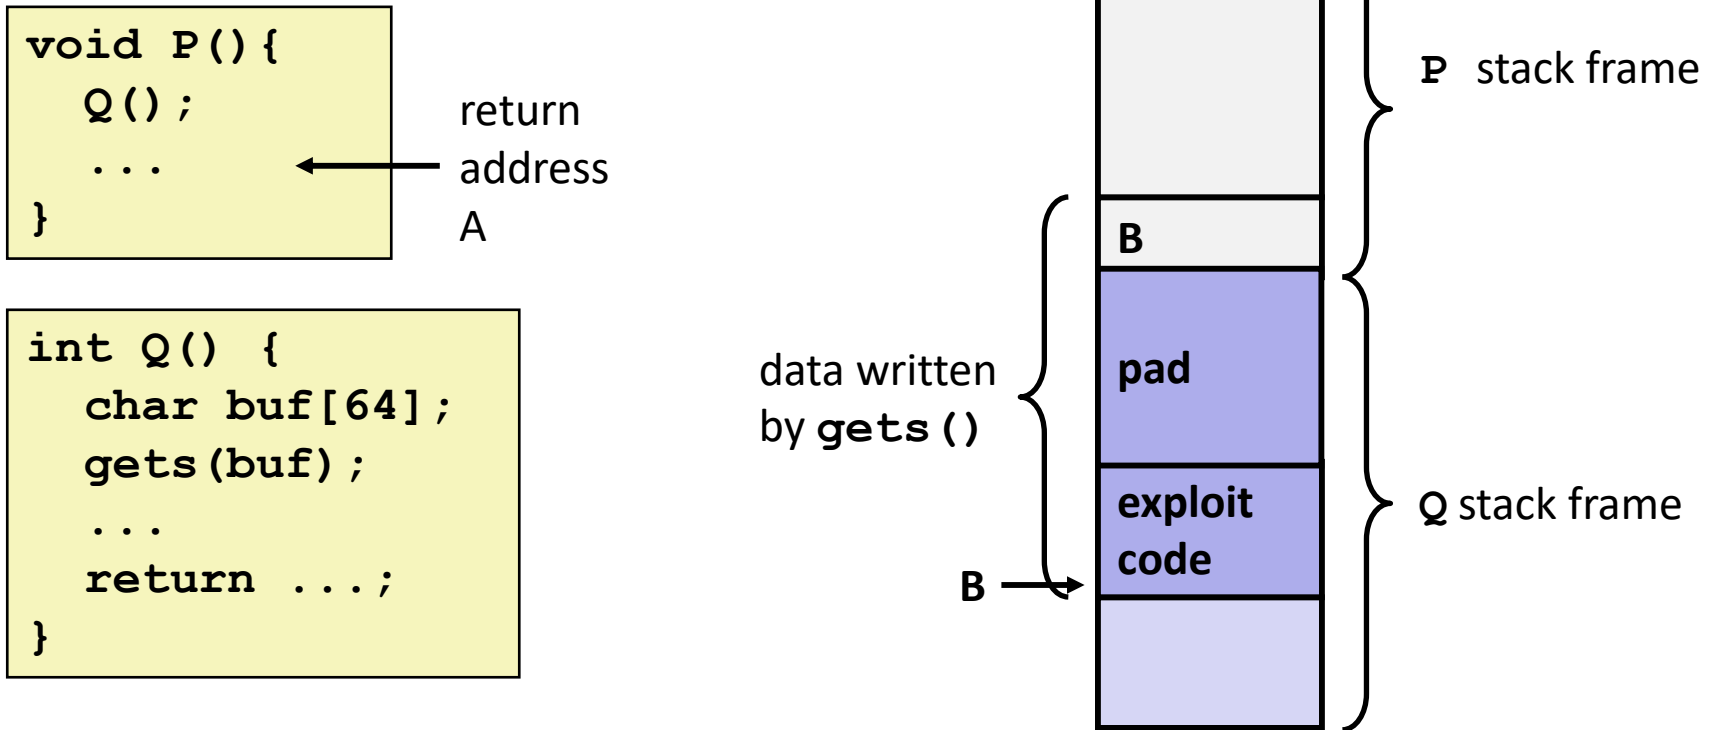 void P(){
  Q();
  ...
}
return
address
A
int Q() {
  char buf[64];
  gets(buf);
  ...
  return ...;
}
data written
by gets()
B
B
pad
exploit
code
P stack frame
Q stack frame